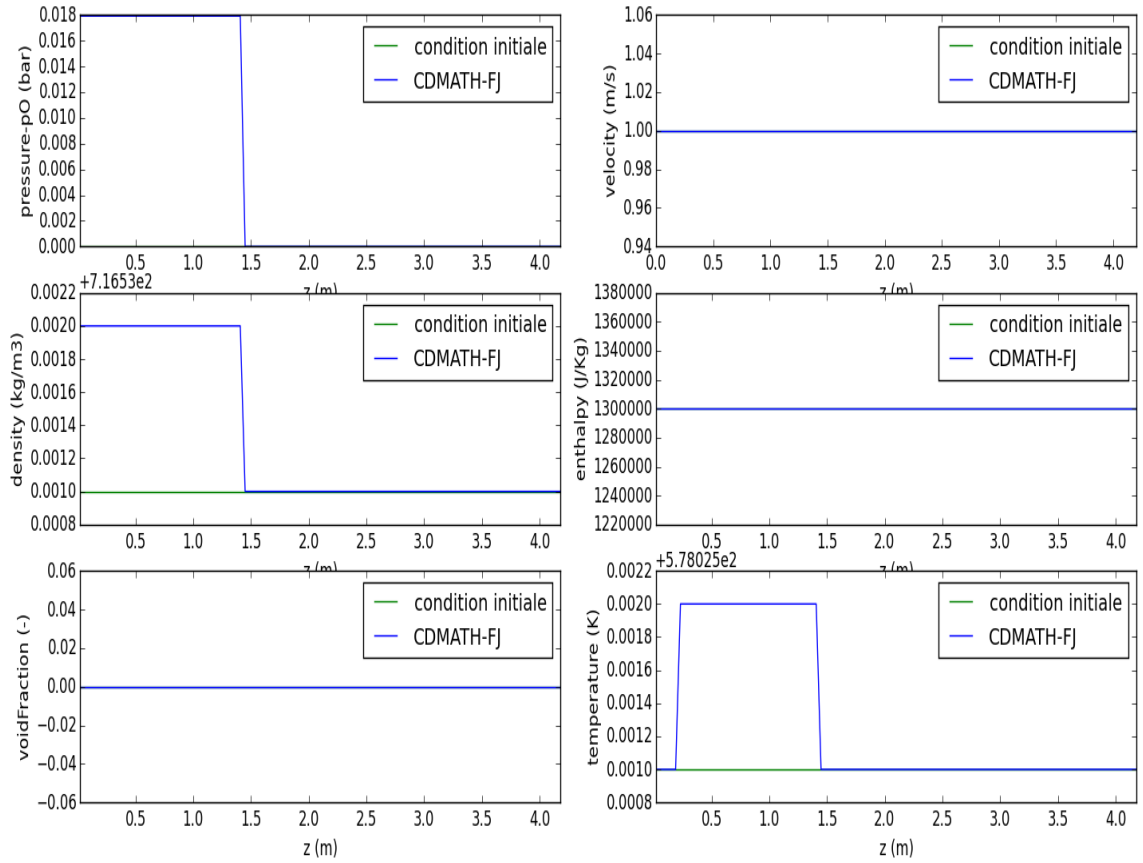 pressure-pO (bar)
0.018
0.016
0.014
0.012
0.010
0.008
0.006
0.004
0.002
0.000
condition initiale
CDMATH-FJ
0.5 1.0 1.5 2.0 2.5 3.0 3.5 4.0
z (m)
velocity (m/s)
1.06
1.04
1.02
1.00
0.98
0.96
0.94
condition initiale
CDMATH-FJ
0.0 0.5 1.0 1.5 2.0 2.5 3.0 3.5 4.0
z (m)
+7.1653e2
density (kg/m3)
0.0022
0.0020
0.0018
0.0016
0.0014
0.0012
0.0010
0.0008
condition initiale
CDMATH-FJ
0.5 1.0 1.5 2.0 2.5 3.0 3.5 4.0
z (m)
enthalpy (J/Kg)
1380000
1360000
1340000
1320000
1300000
1280000
1260000
1240000
1220000
condition initiale
CDMATH-FJ
0.5 1.0 1.5 2.0 2.5 3.0 3.5 4.0
z (m)
voidFraction (-)
0.06
0.04
0.02
0.00
−0.02
−0.04
−0.06
condition initiale
CDMATH-FJ
0.5 1.0 1.5 2.0 2.5 3.0 3.5 4.0
z (m)
+5.78025e2
temperature (K)
0.0022
0.0020
0.0018
0.0016
0.0014
0.0012
0.0010
0.0008
condition initiale
CDMATH-FJ
0.5 1.0 1.5 2.0 2.5 3.0 3.5 4.0
z (m)